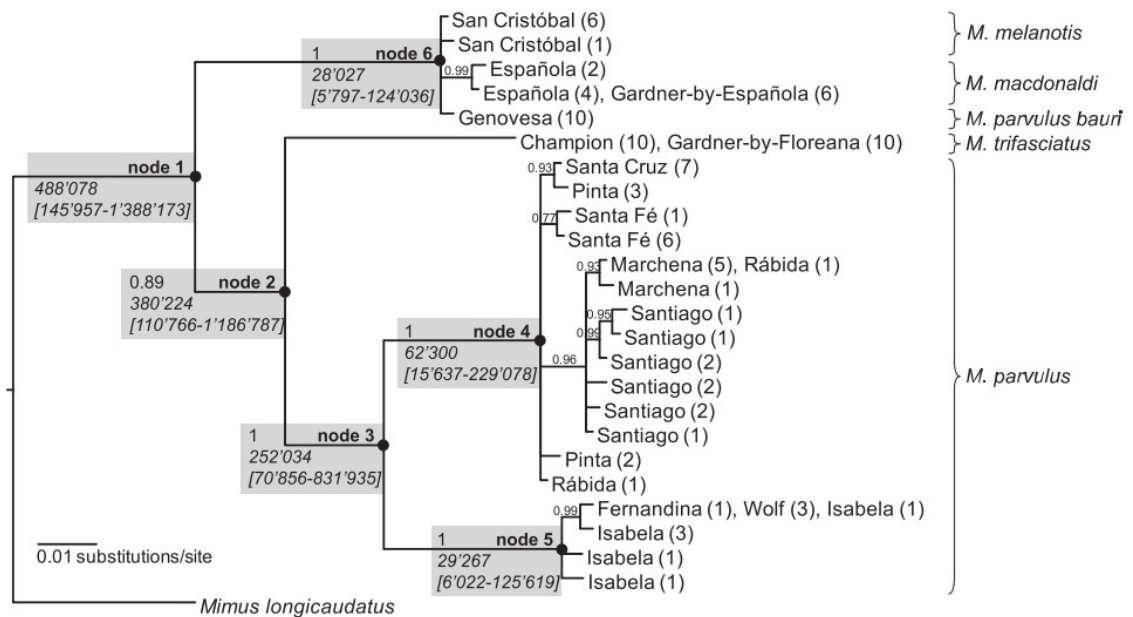 San Cristóbal (6)
San Cristóbal (1)
M. melanotis
1 node 6
28’027
[5’797-124’036]
0.99
Española (2)
Española (4), Gardner-by-Española (6)
M. macdonaldi
Genovesa (10)
M. parvulus bauri
Champion (10), Gardner-by-Floreana (10)
M. trifasciatus
node 1
488’078
[145’957-1’388’173]
0.93
Santa Cruz (7)
Pinta (3)
0.77
Santa Fé (1)
Santa Fé (6)
0.89 node 2
380’224
[110’766-1’186’787]
0.93
Marchena (5), Rábida (1)
Marchena (1)
0.95
Santiago (1)
0.99
Santiago (1)
1 node 4
62’300
[15’637-229’078]
0.96
Santiago (2)
Santiago (2)
Santiago (2)
Santiago (1)
M. parvulus
1 node 3
252’034
[70’856-831’935]
Pinta (2)
Rábida (1)
0.99
Fernandina (1), Wolf (3), Isabela (1)
Isabela (3)
1 node 5
29’267
[6’022-125’619]
Isabela (1)
Isabela (1)
0.01 substitutions/site
Mimus longicaudatus